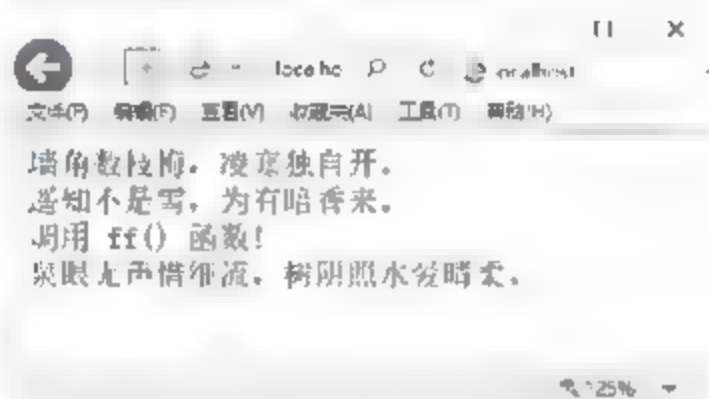 localho
localhost
文件(F) 编辑(E) 查看(V) 收藏夹(A) 工具(T) 帮助(H)
墙角数枝梅，凌寒独自开。
遥知不是雪，为有暗香来。
调用 ff() 函数!
泉眼无声惜细流，树阴照水爱晴柔。
125%